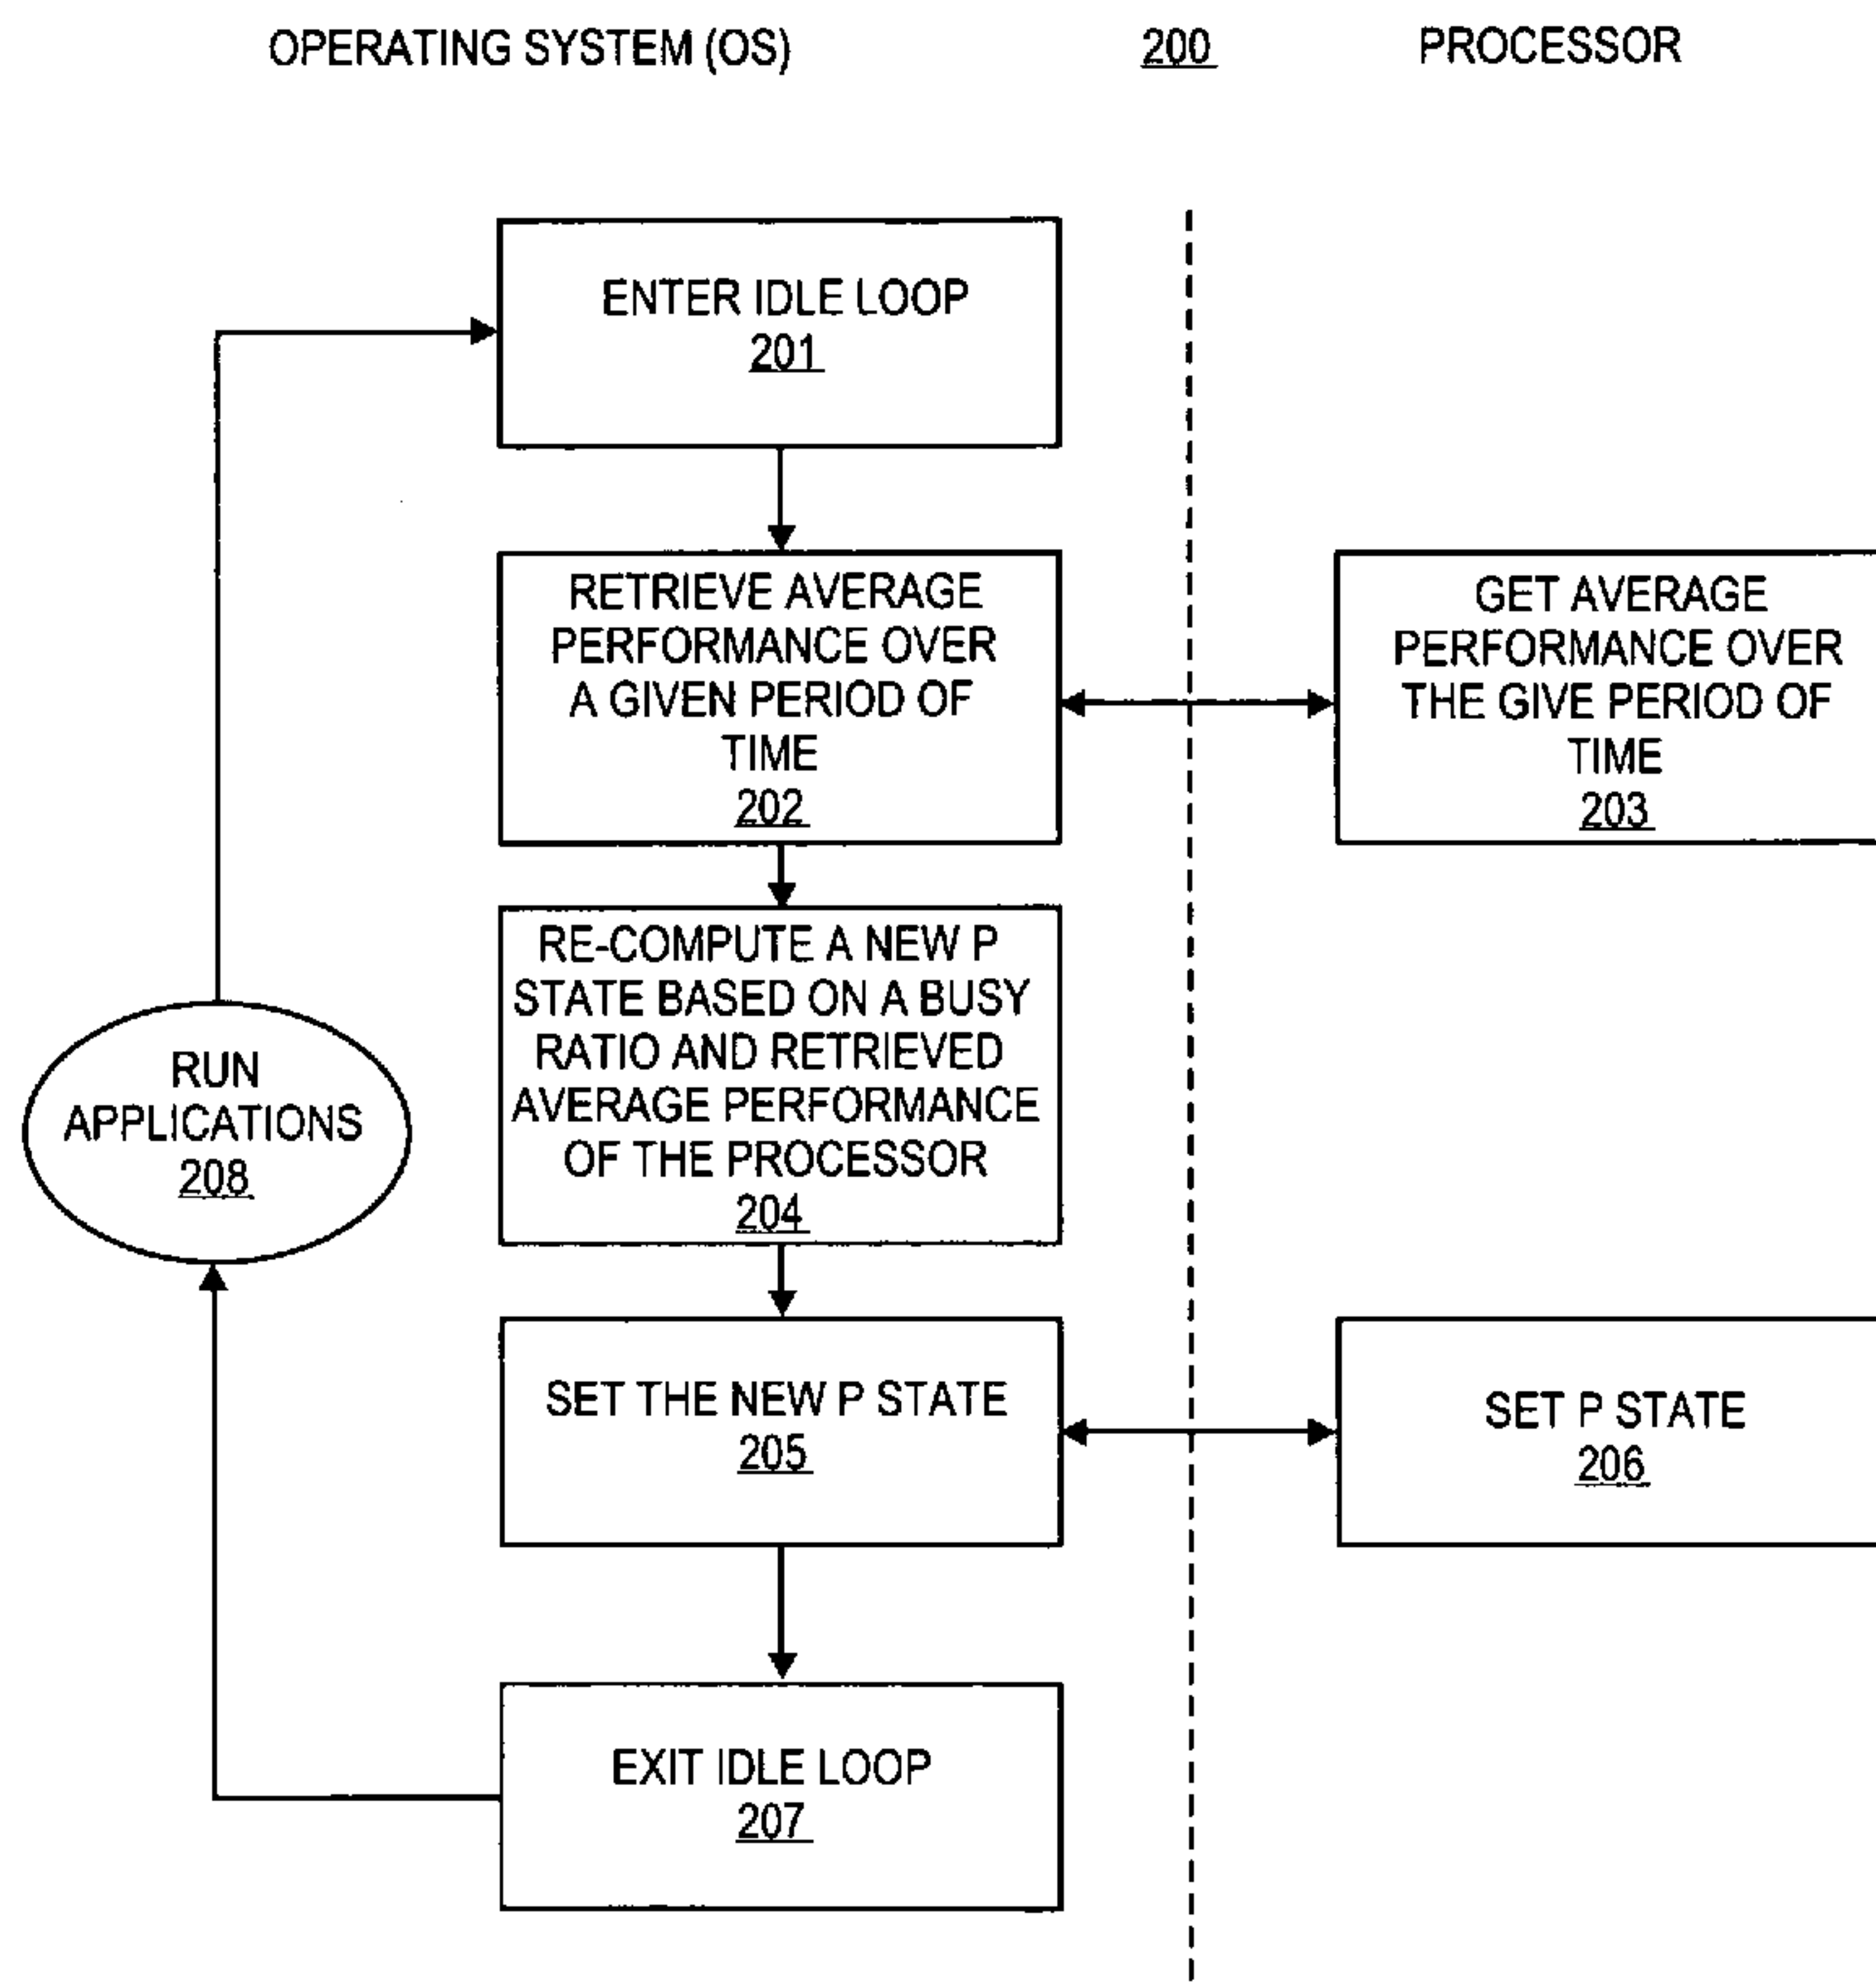 OPERATING SYSTEM (OS)
200
PROCESSOR
ENTER IDLE LOOP
201
RETRIEVE AVERAGE
PERFORMANCE OVER
A GIVEN PERIOD OF
TIME
202
GET AVERAGE
PERFORMANCE OVER
THE GIVE PERIOD OF
TIME
203
RE-COMPUTE A NEW P
STATE BASED ON A BUSY
RATIO AND RETRIEVED
AVERAGE PERFORMANCE
OF THE PROCESSOR
204
RUN
APPLICATIONS
208
SET THE NEW P STATE
205
SET P STATE
206
EXIT IDLE LOOP
207